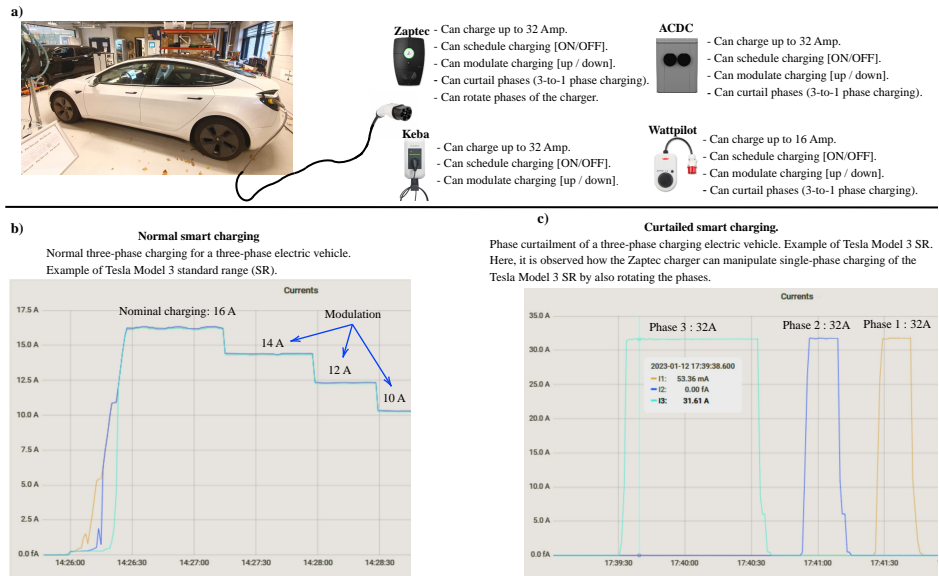 a)
Zaptec
- Can charge up to 32 Amp.
- Can schedule charging [ON/OFF].
- Can modulate charging [up / down].
- Can curtail phases (3-to-1 phase charging).
- Can rotate phases of the charger.
ACDC
- Can charge up to 32 Amp.
- Can schedule charging [ON/OFF].
- Can modulate charging [up / down].
- Can curtail phases (3-to-1 phase charging).
Keba
- Can charge up to 32 Amp.
- Can schedule charging [ON/OFF].
- Can modulate charging [up / down].
Wattpilot
- Can charge up to 16 Amp.
- Can schedule charging [ON/OFF].
- Can modulate charging [up / down].
- Can curtail phases (3-to-1 phase charging).
b)
Normal smart charging
Normal three-phase charging for a three-phase electric vehicle.
Example of Tesla Model 3 standard range (SR).
Currents
17.5 A
15.0 A
12.5 A
10.0 A
7.5 A
5.0 A
2.5 A
0.0 fA
Nominal charging: 16 A
Modulation
14 A
12 A
10 A
14:26:00
14:26:30
14:27:00
14:27:30
14:28:00
14:28:30
c)
Curtailed smart charging.
Phase curtailment of a three-phase charging electric vehicle. Example of Tesla Model 3 SR.
Here, it is observed how the Zaptec charger can manipulate single-phase charging of the
Tesla Model 3 SR by also rotating the phases.
Currents
35.0 A
30.0 A
25.0 A
20.0 A
15.0 A
10.0 A
5.0 A
0.0 fA
Phase 3 : 32A
Phase 2 : 32A
Phase 1 : 32A
2023-01-12 17:39:38.600
I1: 53.36 mA
I2: 0.00 fA
I3: 31.61 A
17:39:30
17:40:00
17:40:30
17:41:00
17:41:30